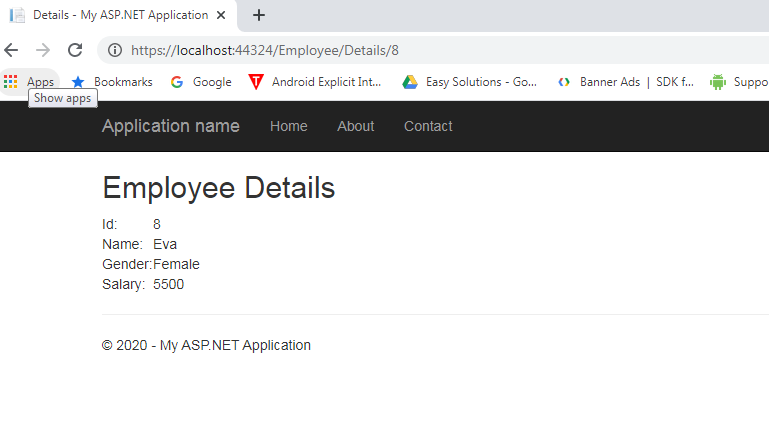 Details - My ASP.NET Application
https://localhost:44324/Employee/Details/8
Apps Bookmarks Google Android Explicit Int... Easy Solutions - Go... Banner Ads | SDK f... Suppo
Show apps
Application name Home About Contact
Employee Details
Id: 8
Name: Eva
Gender:Female
Salary: 5500
© 2020 - My ASP.NET Application